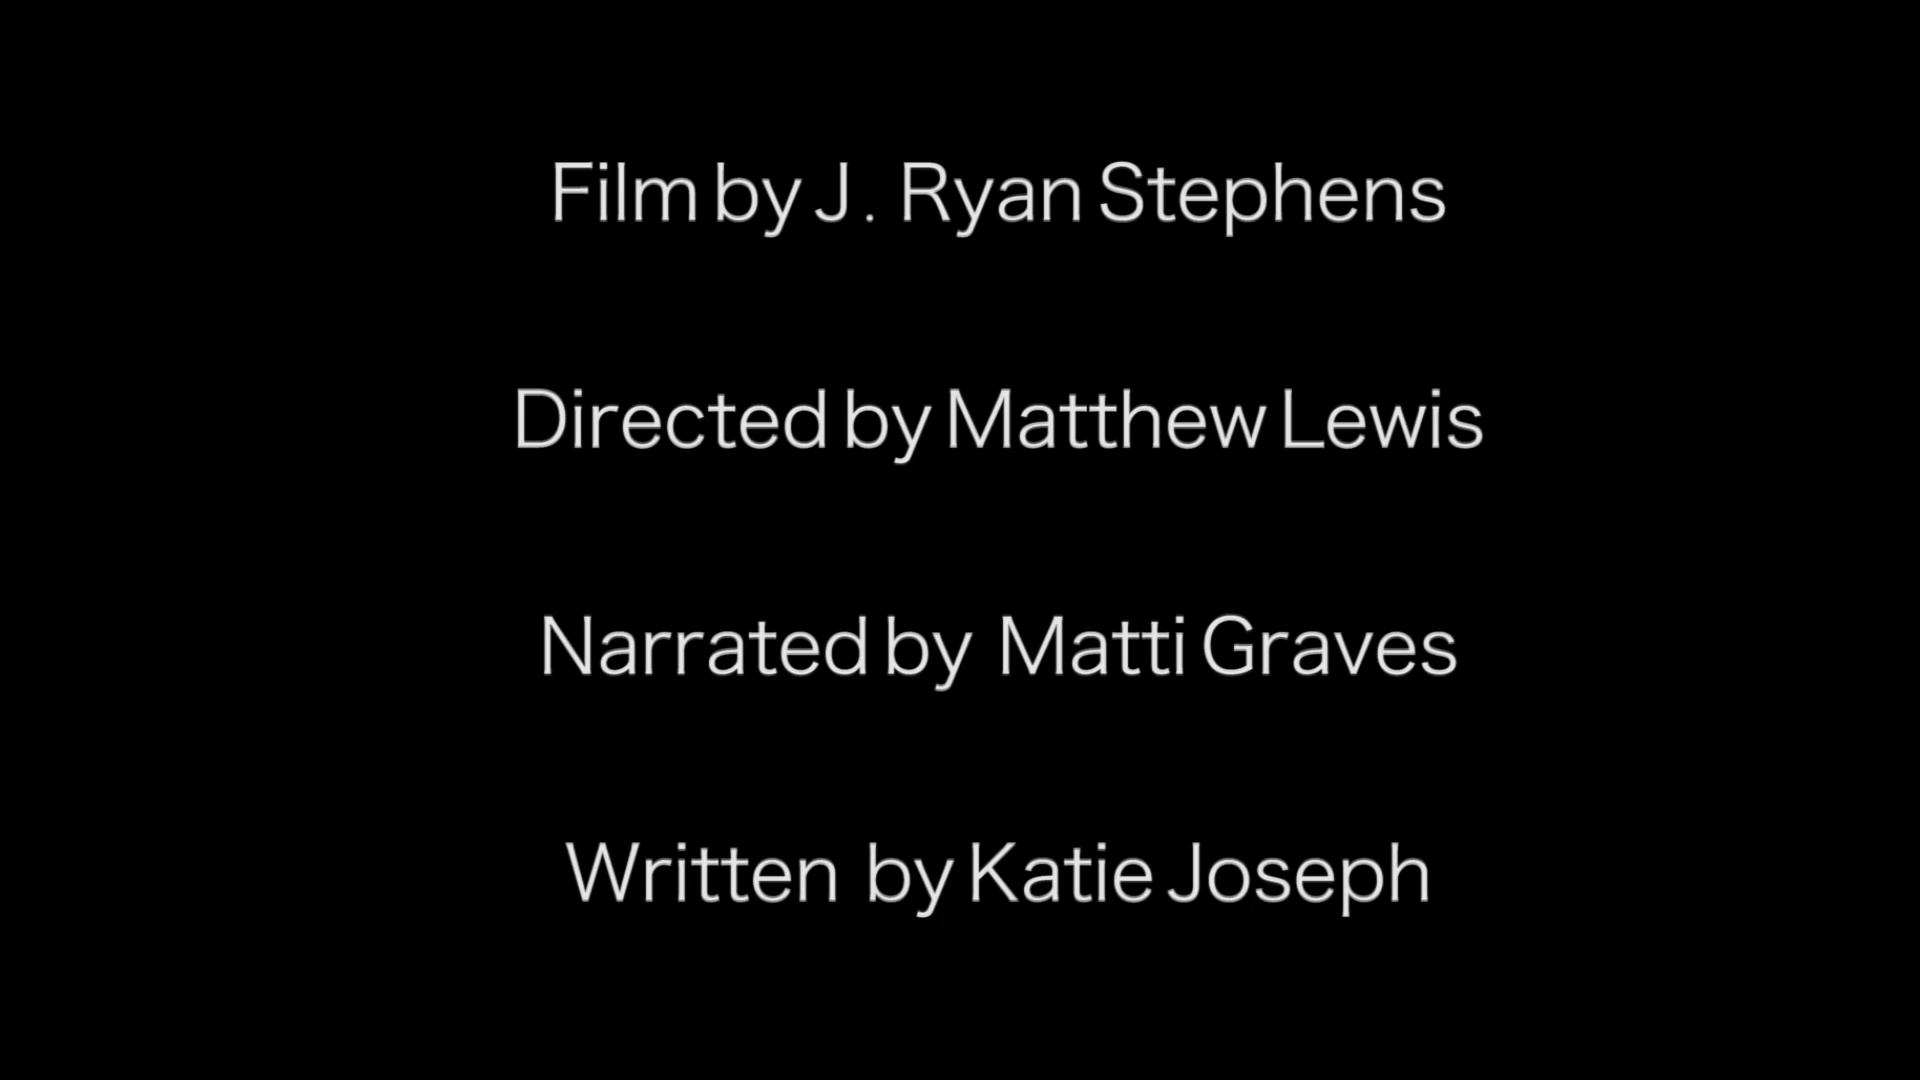 Film by J. Ryan Stephens
Directed by Matthew Lewis
Narrated by Matti Graves
Written by Katie Joseph